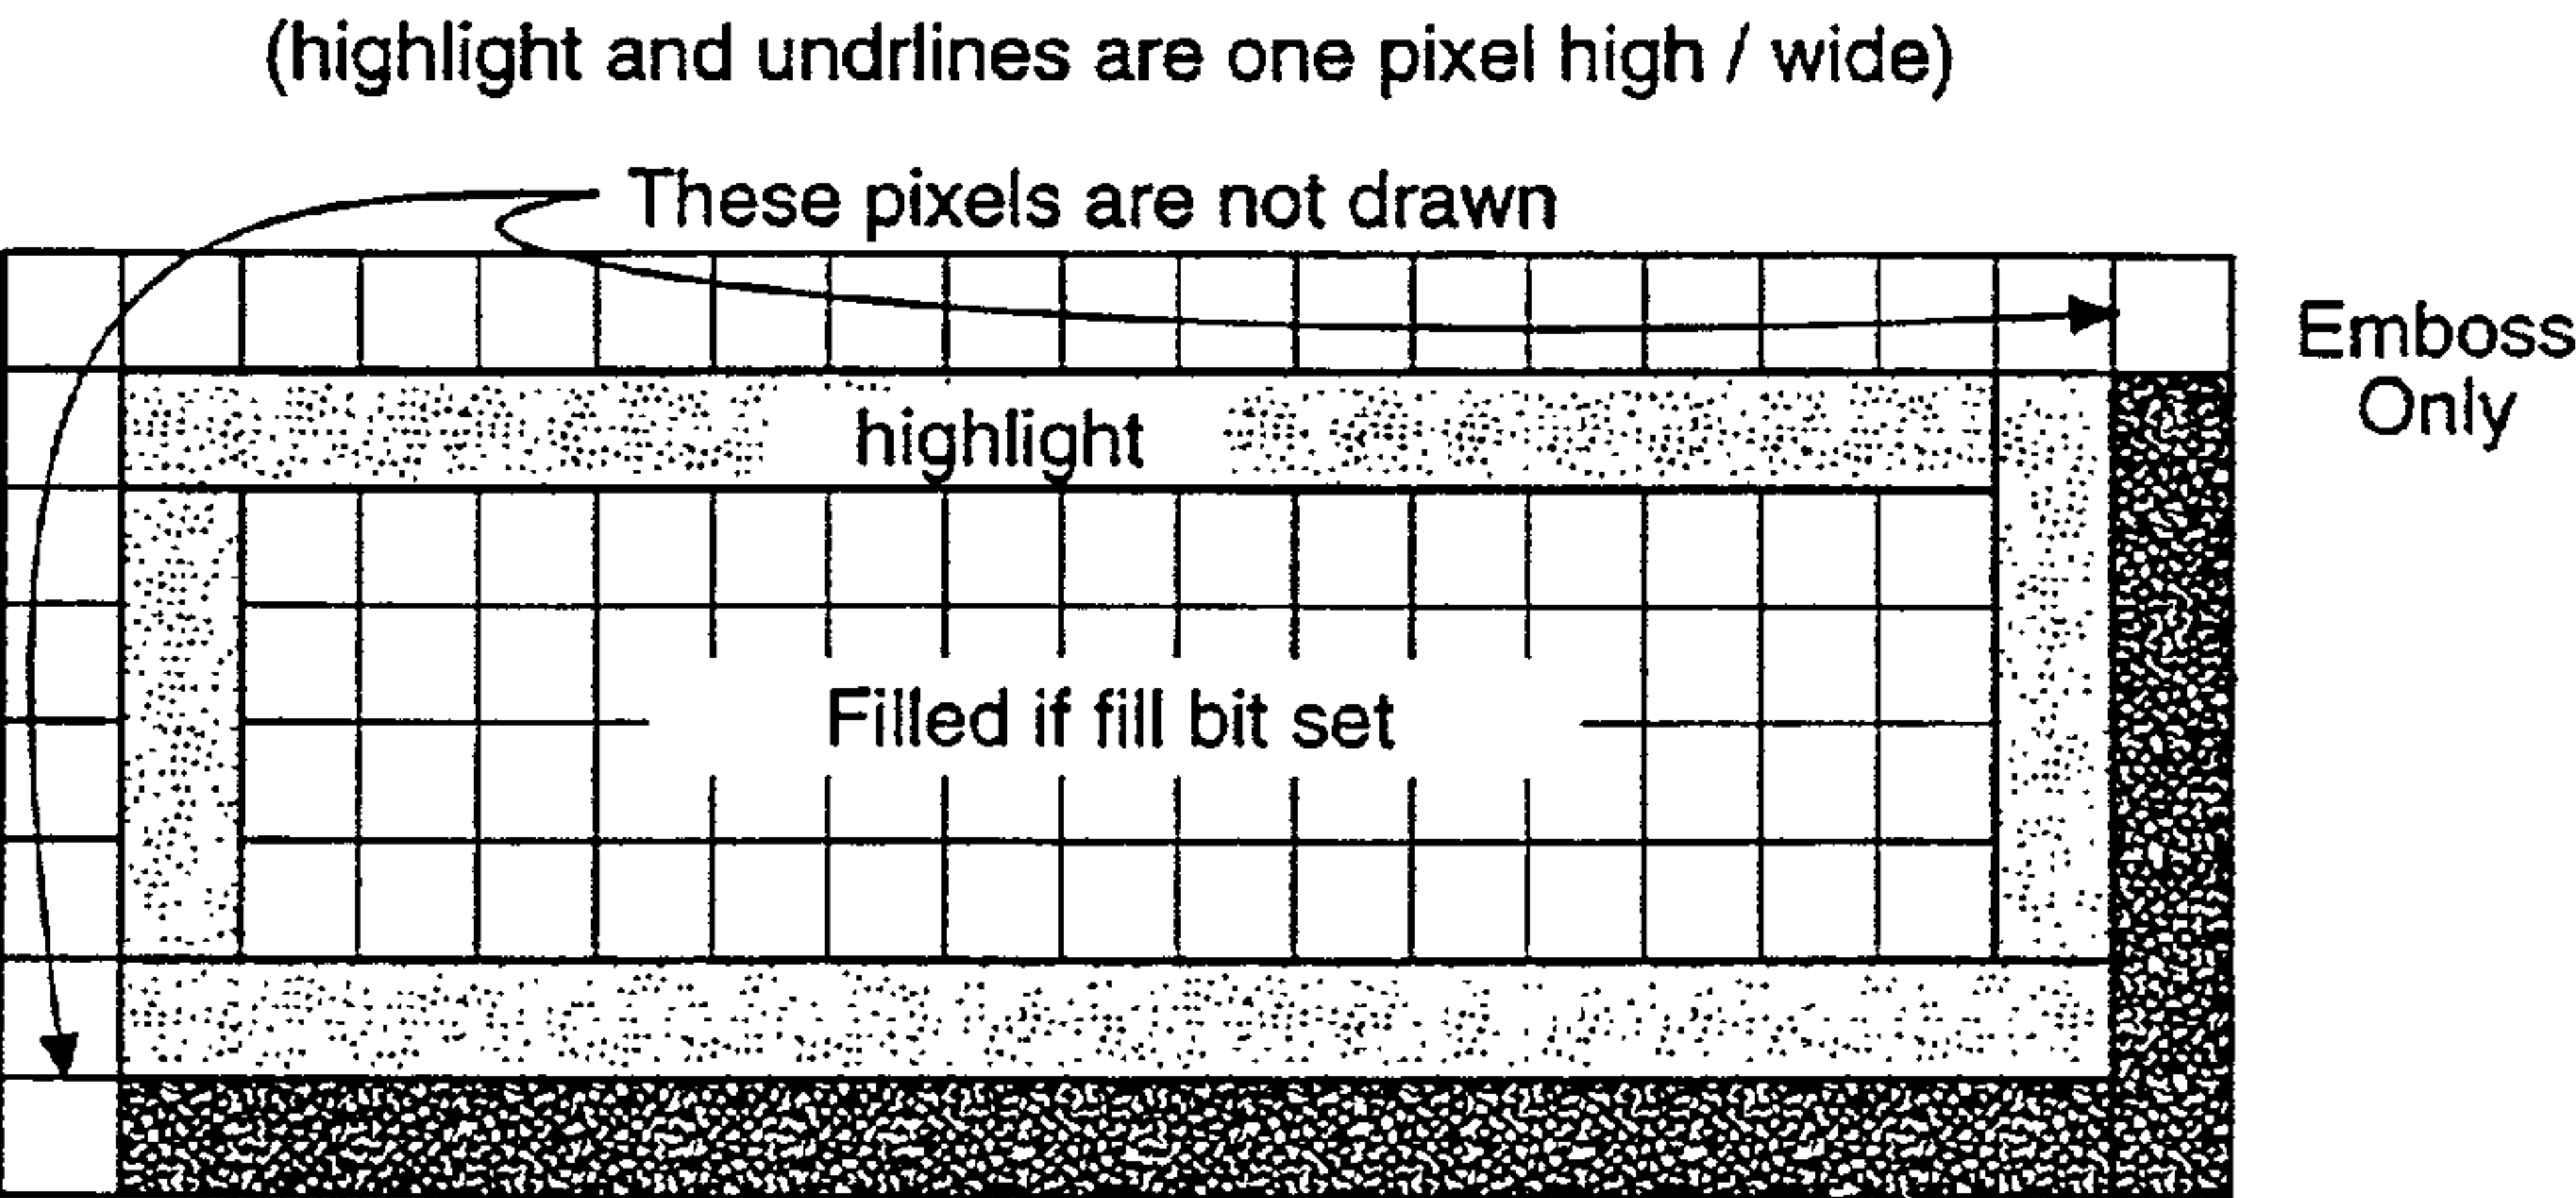 (highlight and undrlines are one pixel high / wide)
These pixels are not drawn
Emboss
Only
highlight
Filled if fill bit set